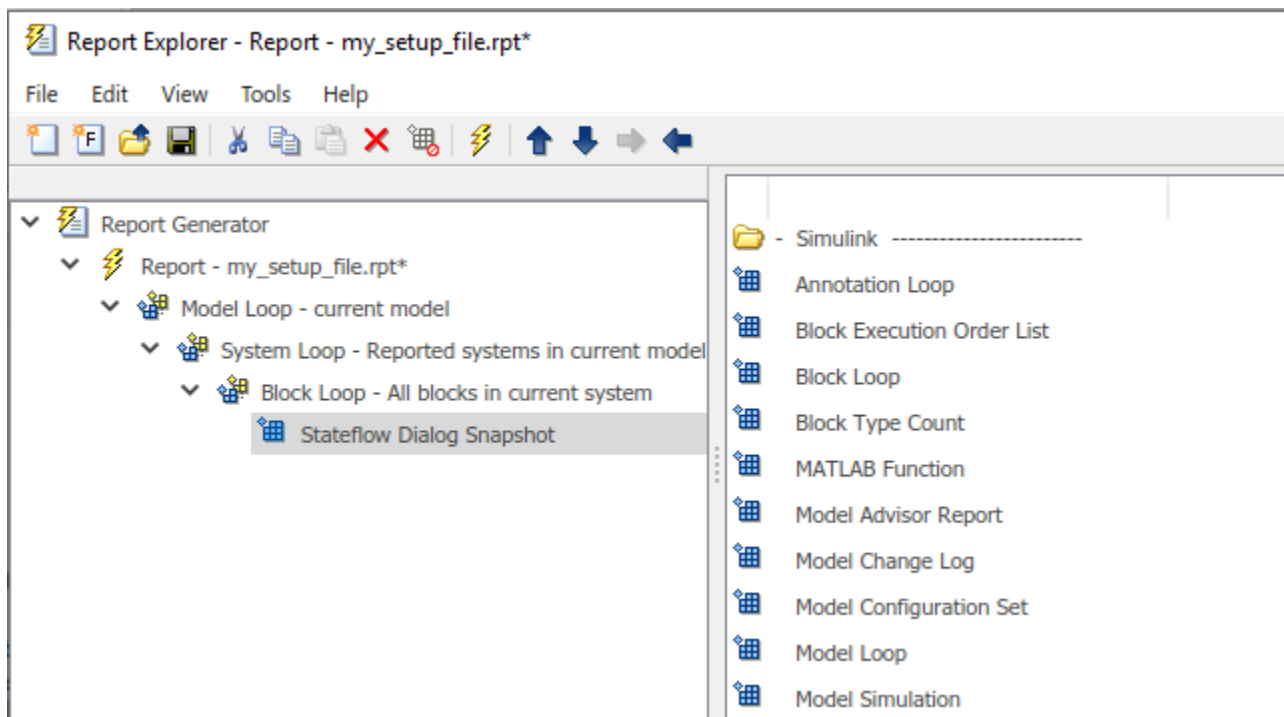 Report Explorer - Report - my_setup_file.rpt*
File Edit View Tools Help
F
Report Generator
Report - my_setup_file.rpt*
Model Loop - current model
System Loop - Reported systems in current model
Block Loop - All blocks in current system
Stateflow Dialog Snapshot
- Simulink -------------------------
Annotation Loop
Block Execution Order List
Block Loop
Block Type Count
MATLAB Function
Model Advisor Report
Model Change Log
Model Configuration Set
Model Loop
Model Simulation